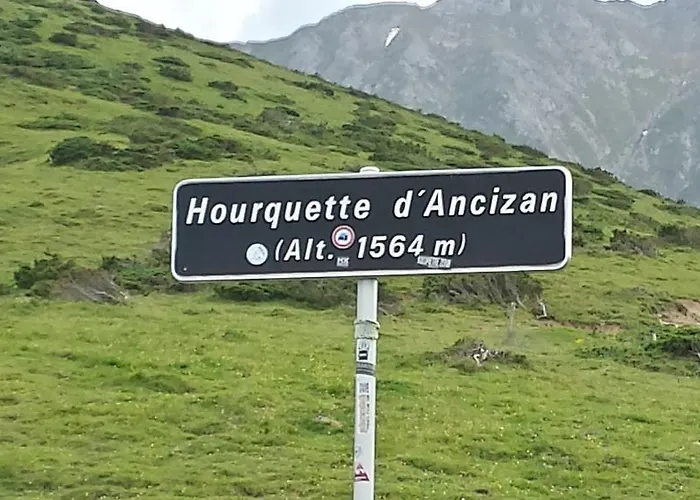 Hourquette d'Ancizan
(Alt. 1564 m)